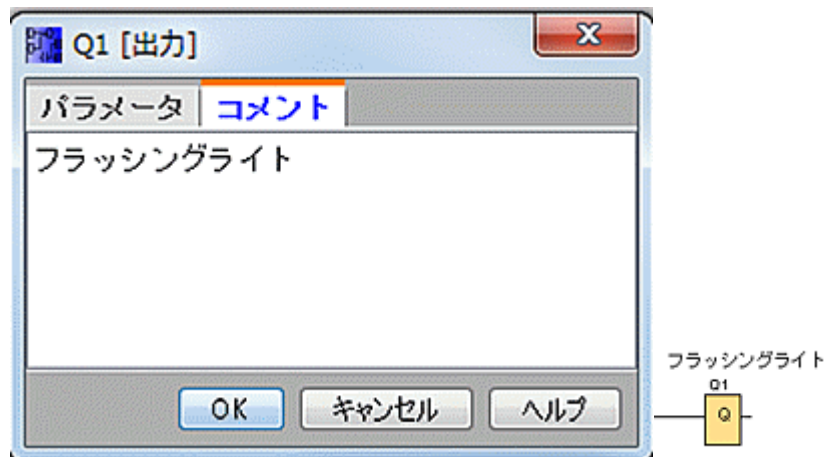 Q1 [出力]
パラメータ コメント
フラッシングライト
OK キャンセル ヘルプ
フラッシングライト
Q1
Q